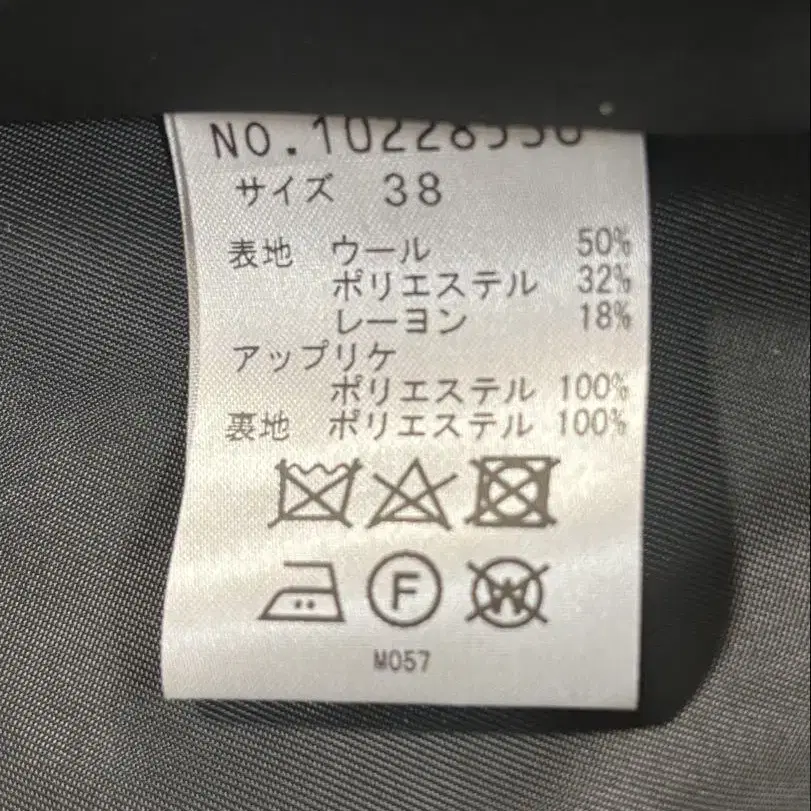 NO.10228550
サイズ 38
表地 ウール 50%
ポリエステル 32%
レーヨン 18%
アップリケ
ポリエステル 100%
裏地 ポリエステル 100%
F
W
M057